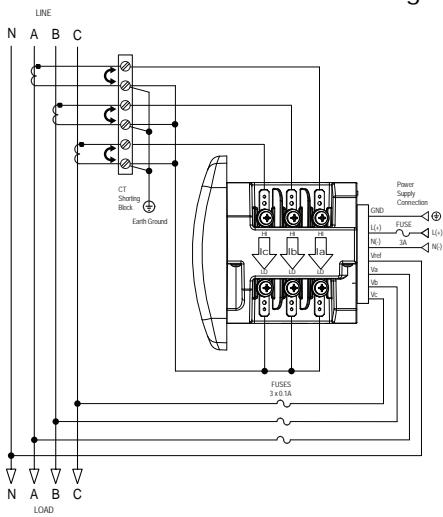 LINE
N A B C
CT
Shorting
Block
Earth Ground
HI HI HI
Ic Ib Ia
LO LO LO
Power
Supply
Connection
GND
L(+) FUSE L(+)
N(-) 3A N(-)
Vref
Va
Vb
Vc
FUSES
3 x 0.1A
N A B C
LOAD